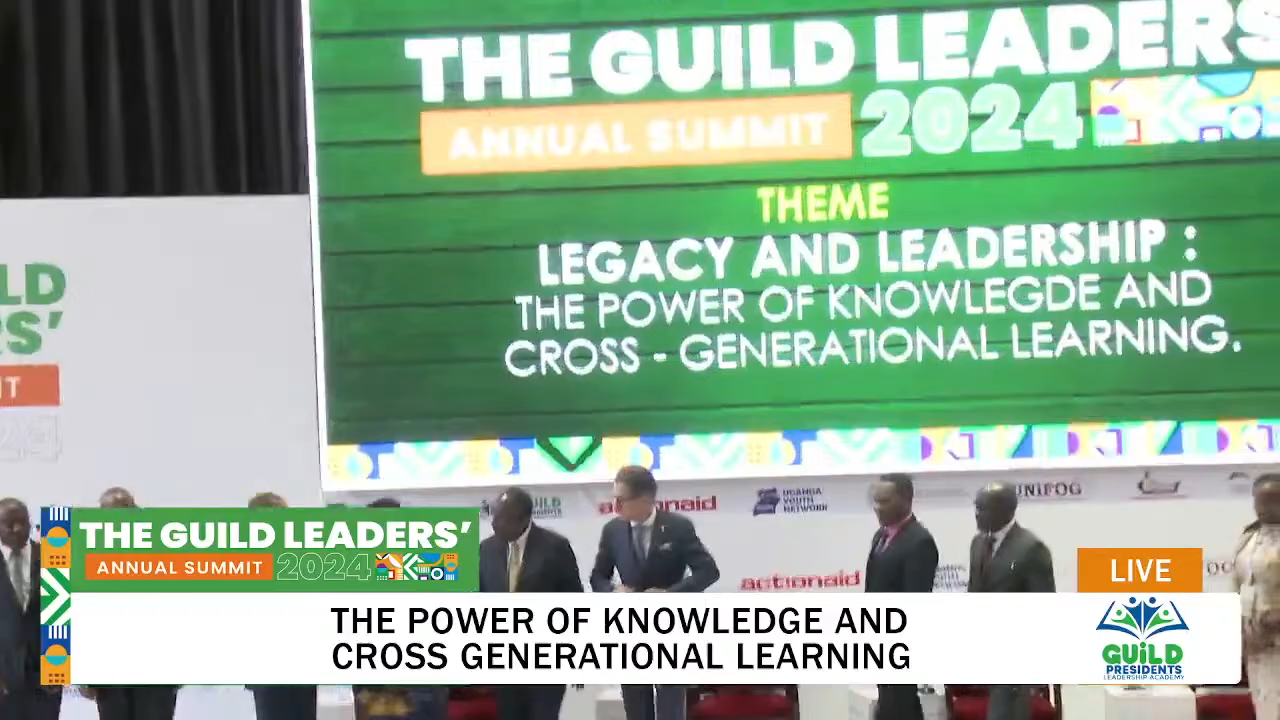 THE GUILD LEADERS
ANNUAL SUMMIT 2024
THEME
LEGACY AND LEADERSHIP :
THE POWER OF KNOWLEGDE AND
CROSS - GENERATIONAL LEARNING.
LD
RS'
IT
GUILD
actionaid
UGANDA
YOUTH
NETWORK
UNIFOG
actionaid
THE GUILD LEADERS'
ANNUAL SUMMIT 2024
LIVE
THE POWER OF KNOWLEDGE AND
CROSS GENERATIONAL LEARNING
GUiLD
PRESIDENTS
LEADERSHIP ACADEMY